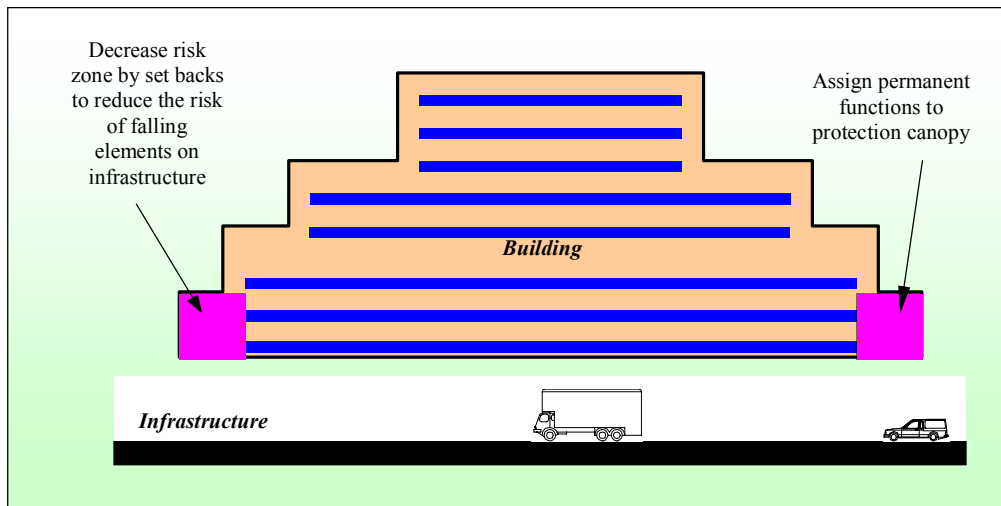 Decrease risk
zone by set backs
to reduce the risk
of falling
elements on
infrastructure
Assign permanent
functions to
protection canopy
Building
Infrastructure